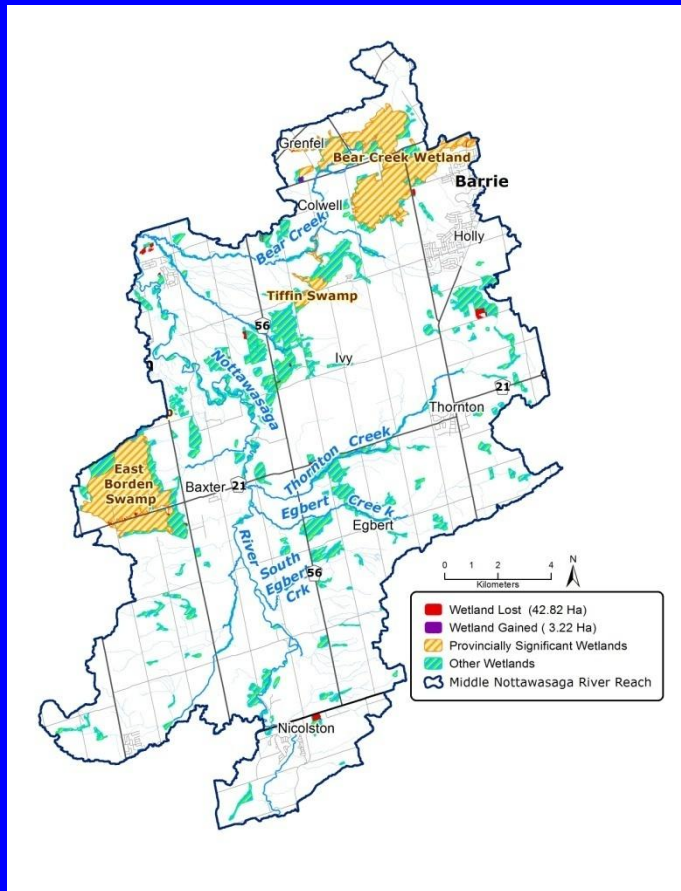 Grenfel
Bear Creek Wetland
Barrie
Colwell
Holly
Bear Creek
Tiffin Swamp
56
Ivy
Nottawasaga
21
Thornton
Thornton Creek
East
Borden
Swamp
Baxter
21
Egbert Creek
Egbert
River
South
Egbert
Crk
56
N
0 1 2 4
Kilometers
Wetland Lost (42.82 Ha)
Wetland Gained ( 3.22 Ha)
Provincially Significant Wetlands
Other Wetlands
Middle Nottawasaga River Reach
Nicolston